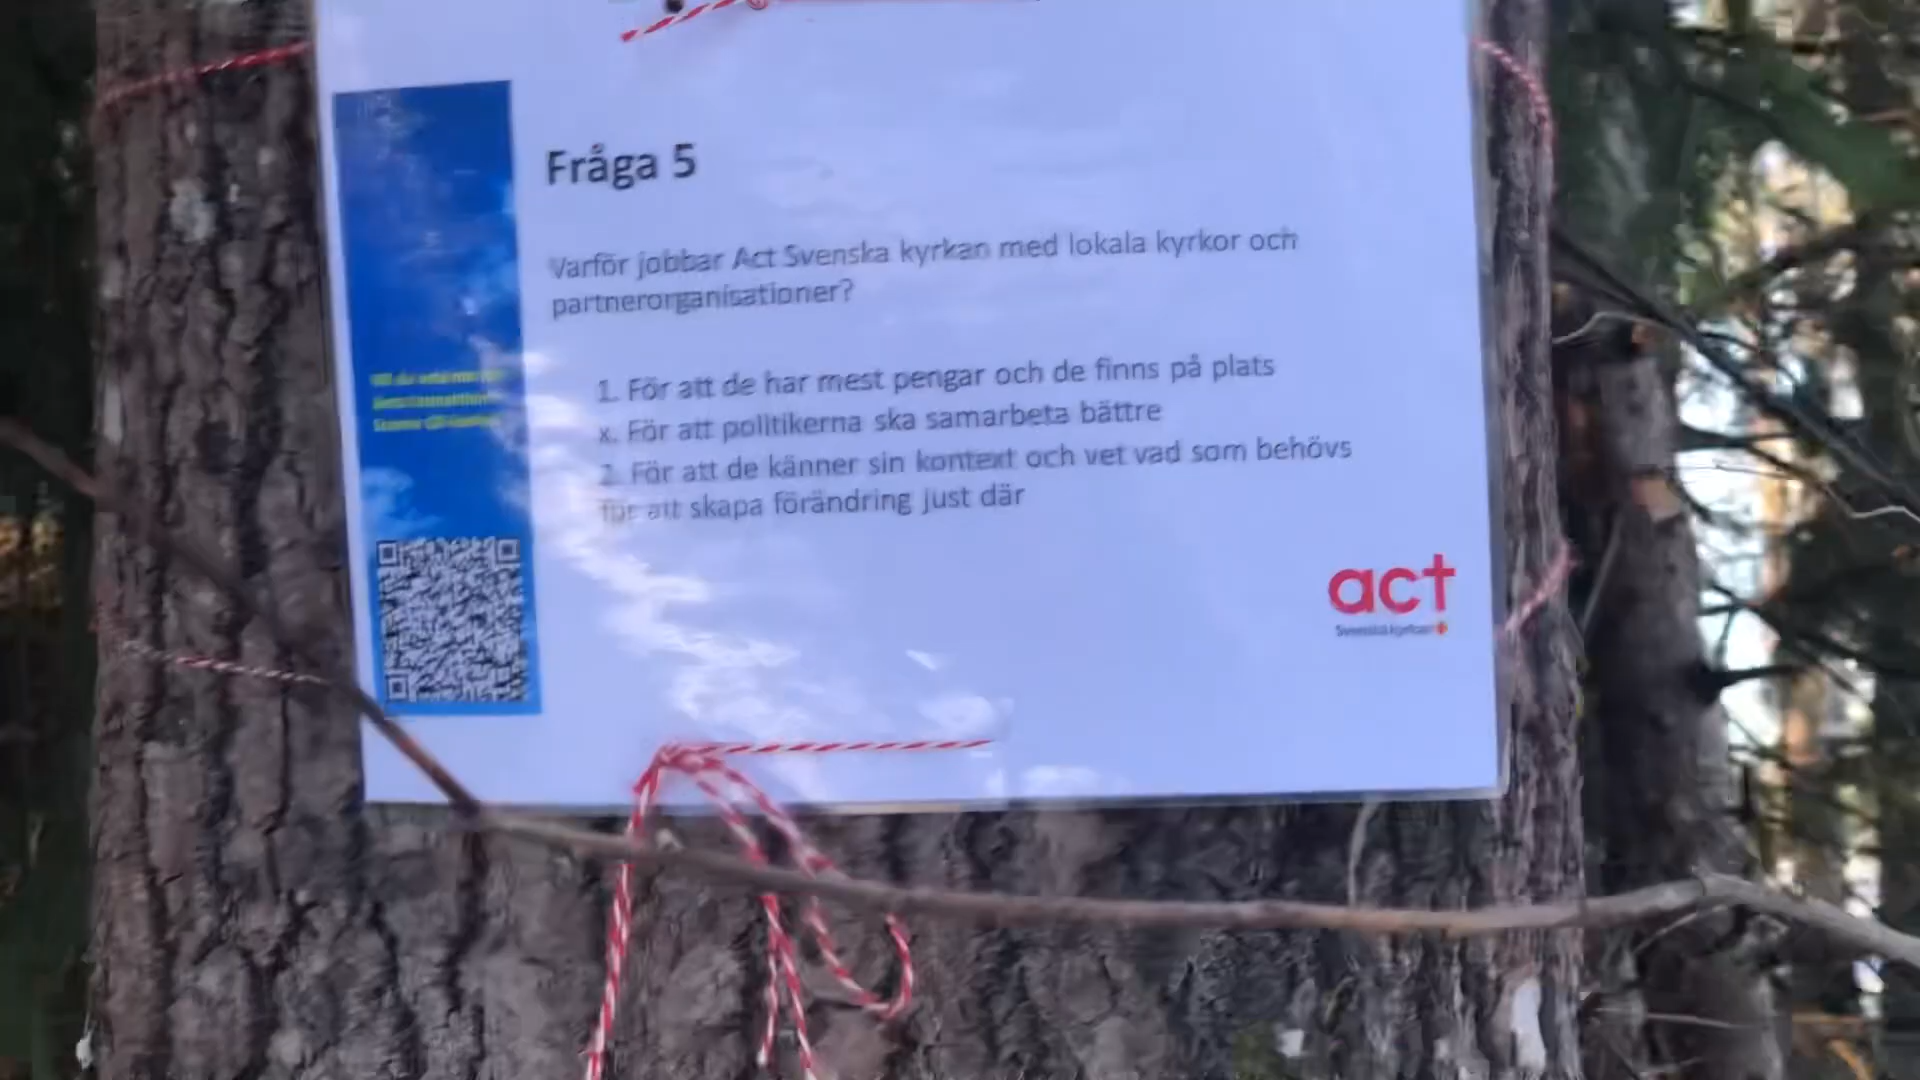 Fråga 5
Varför jobbar Act Svenska kyrkan med lokala kyrkor och
partnerorganisationer?
1. För att de har mest pengar och de finns på plats
x. För att politikerna ska samarbeta bättre
2. För att de känner sin kontext och vet vad som behövs
för att skapa förändring just där
act
Svenska kyrkan